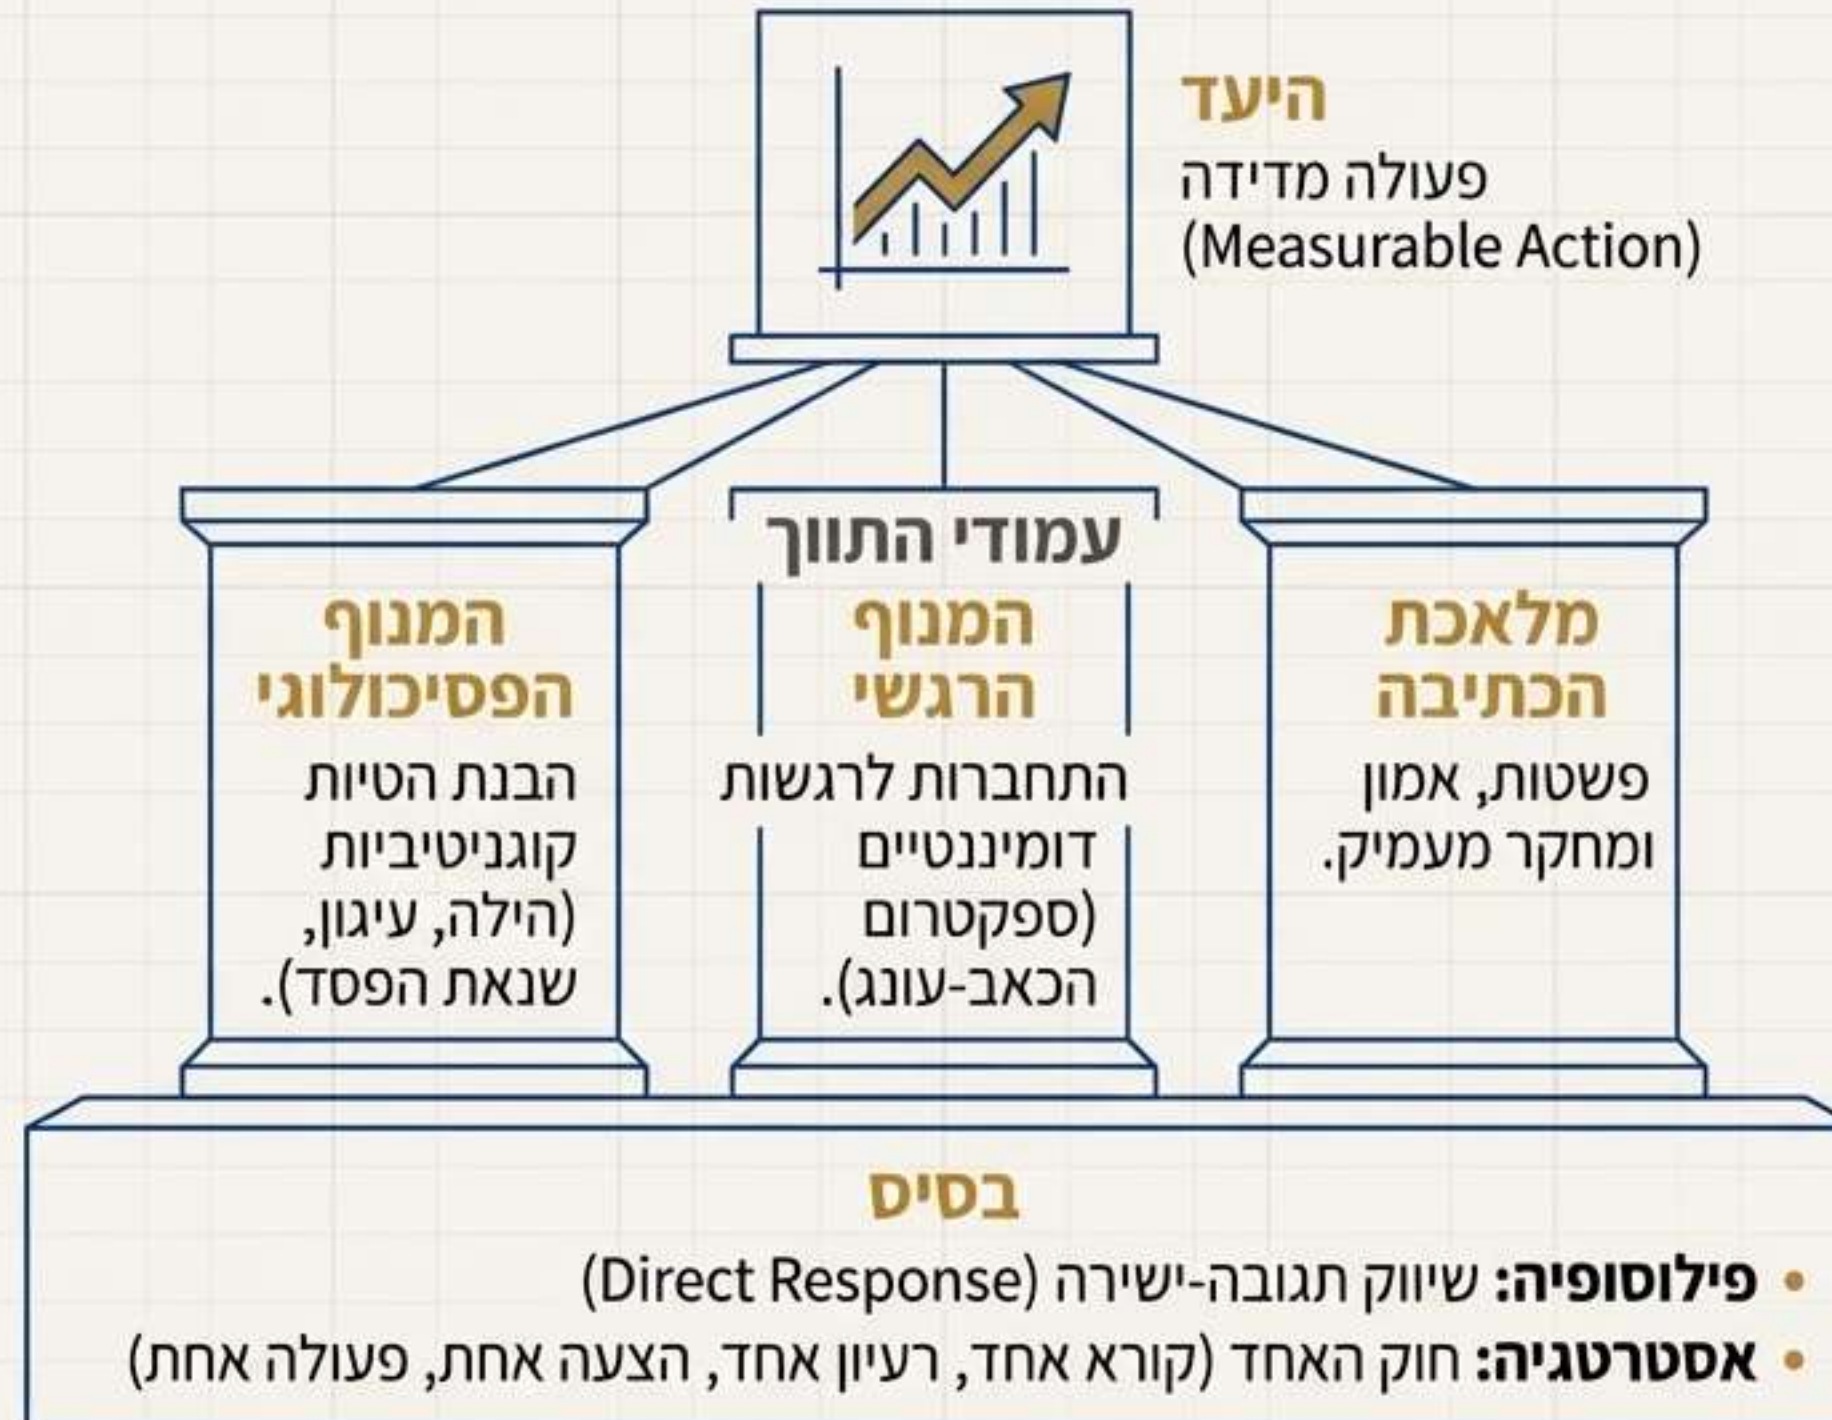 היעד
פעולה מדידה
(Measurable Action)
עמודי התווך
מלאכת
הכתיבה
פשטות, אמון
ומחקר מעמיק.
המנוף
הרגשי
התחברות לרגשות
דומיננטיים
(ספקטרום
הכאב-עונג).
המנוף
הפסיכולוגי
הבנת הטיות
קוגניטיביות
(הילה, עיגון,
שנאת הפסד).
בסיס
• פילוסופיה: שיווק תגובה-ישירה (Direct Response)
• אסטרטגיה: חוק האחד (קורא אחד, רעיון אחד, הצעה אחת, פעולה אחת)